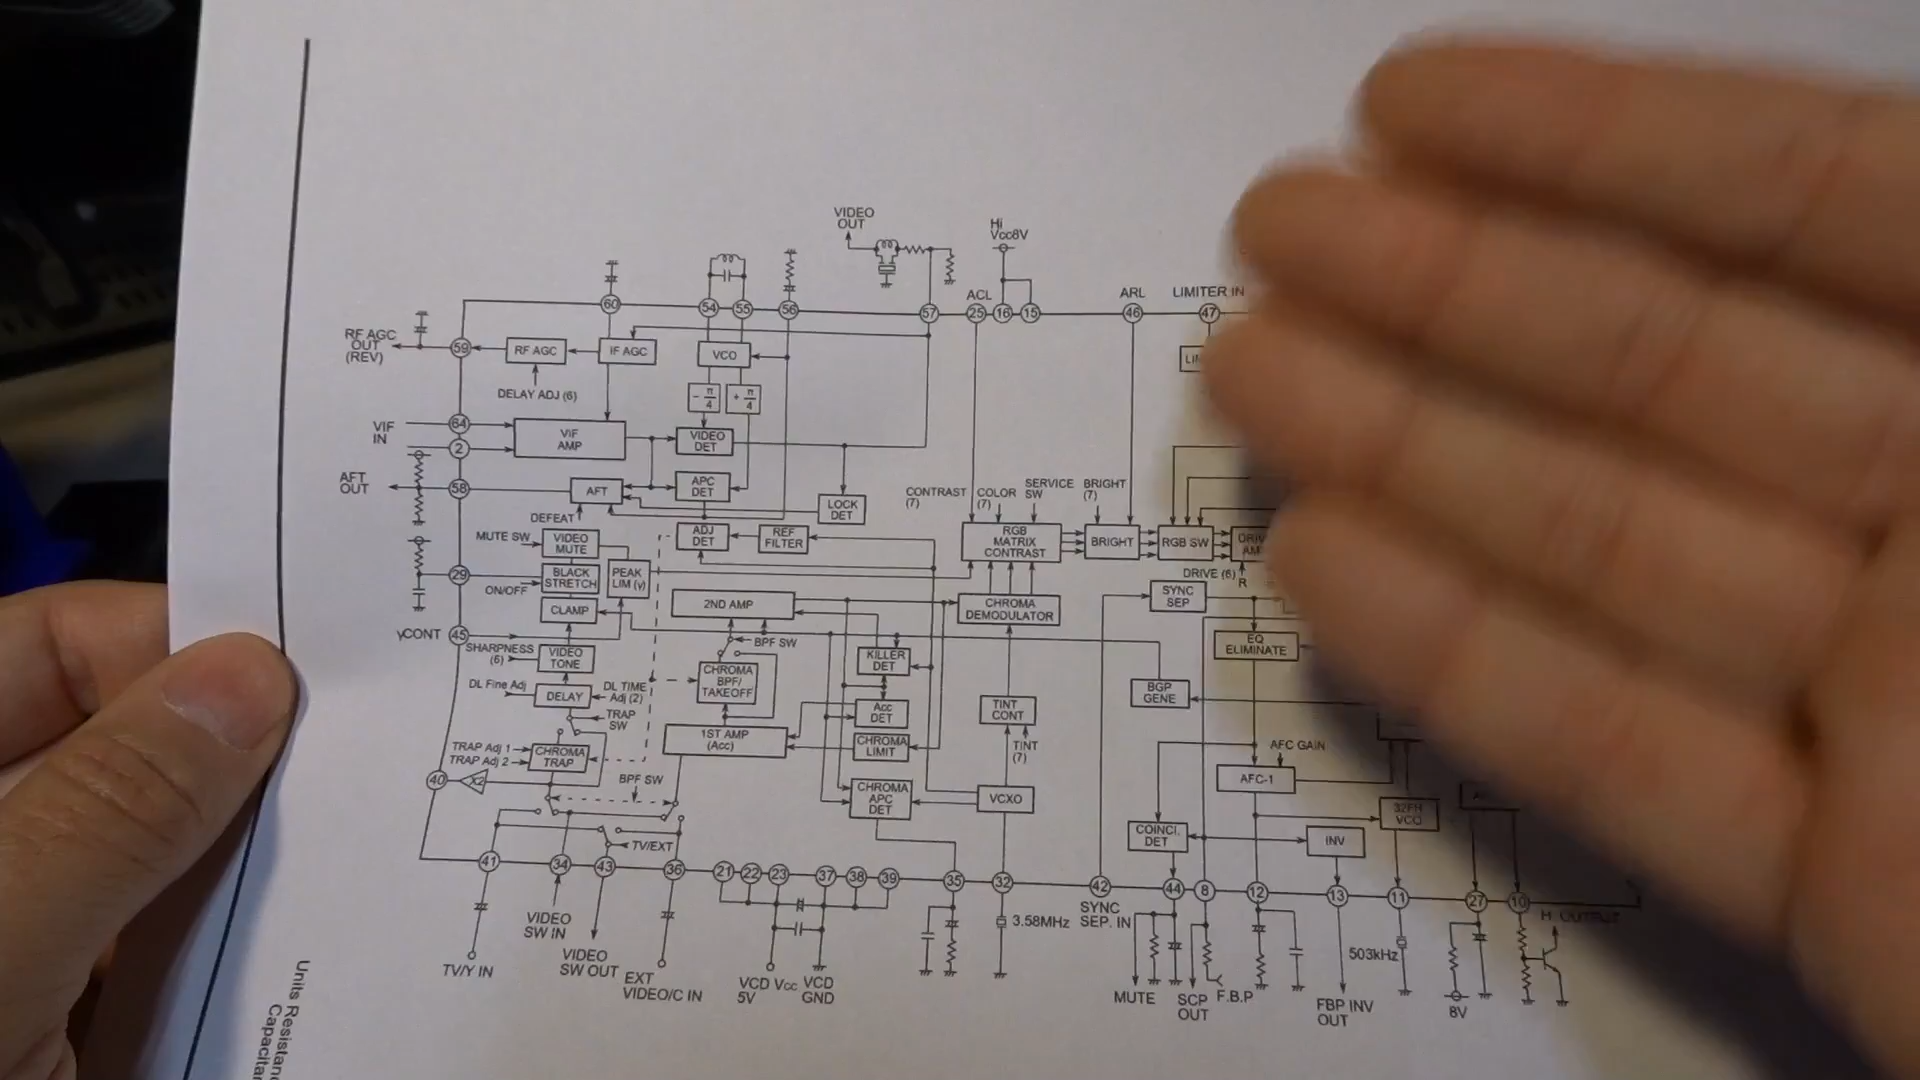 VIDEO
OUT
Hi
Vcc8V
60
54
55
56
57
ACL
25
16
15
ARL
46
LIMITER IN
47
RF AGC
OUT
(REV)
59
RF AGC
IF AGC
VCO
DELAY ADJ (6)
- π/4
+ π/4
VIF
IN
64
2
VIF
AMP
VIDEO
DET
AFT
OUT
58
AFT
APC
DET
LOCK
DET
DEFEAT
CONTRAST
(7)
COLOR
(7)
SERVICE
SW
BRIGHT
(7)
MUTE SW
VIDEO
MUTE
ADJ
DET
REF
FILTER
RGB
MATRIX
CONTRAST
BRIGHT
RGB SW
DRIVE (6)
R
29
ON/OFF
BLACK
STRETCH
PEAK
LIM (γ)
CLAMP
2ND AMP
CHROMA
DEMODULATOR
SYNC
SEP
γCONT
45
SHARPNESS
(6)
VIDEO
TONE
BPF SW
KILLER
DET
EQ
ELIMINATE
DL Fine Adj
DELAY
DL TIME
Adj (2)
CHROMA
BPF/
TAKEOFF
BGP
GENE
TRAP
SW
Acc
DET
TINT
CONT
TRAP Adj 1
TRAP Adj 2
CHROMA
TRAP
1ST AMP
(Acc)
CHROMA
LIMIT
TINT
(7)
AFC GAIN
40
X2
BPF SW
CHROMA
APC
DET
VCXO
AFC-1
32FH
VCO
TV/EXT
COINCI.
DET
INV
41
34
43
36
21
22
23
37
38
39
35
32
42
44
8
12
13
11
27
10
VIDEO
SW IN
VIDEO
SW OUT
TV/Y IN
EXT
VIDEO/C IN
VCD Vcc
5V
VCD
GND
3.58MHz
SYNC
SEP. IN
MUTE
SCP
OUT
F.B.P
503kHz
FBP INV
OUT
8V
H OUTPUT
Units Resistan
Capacita